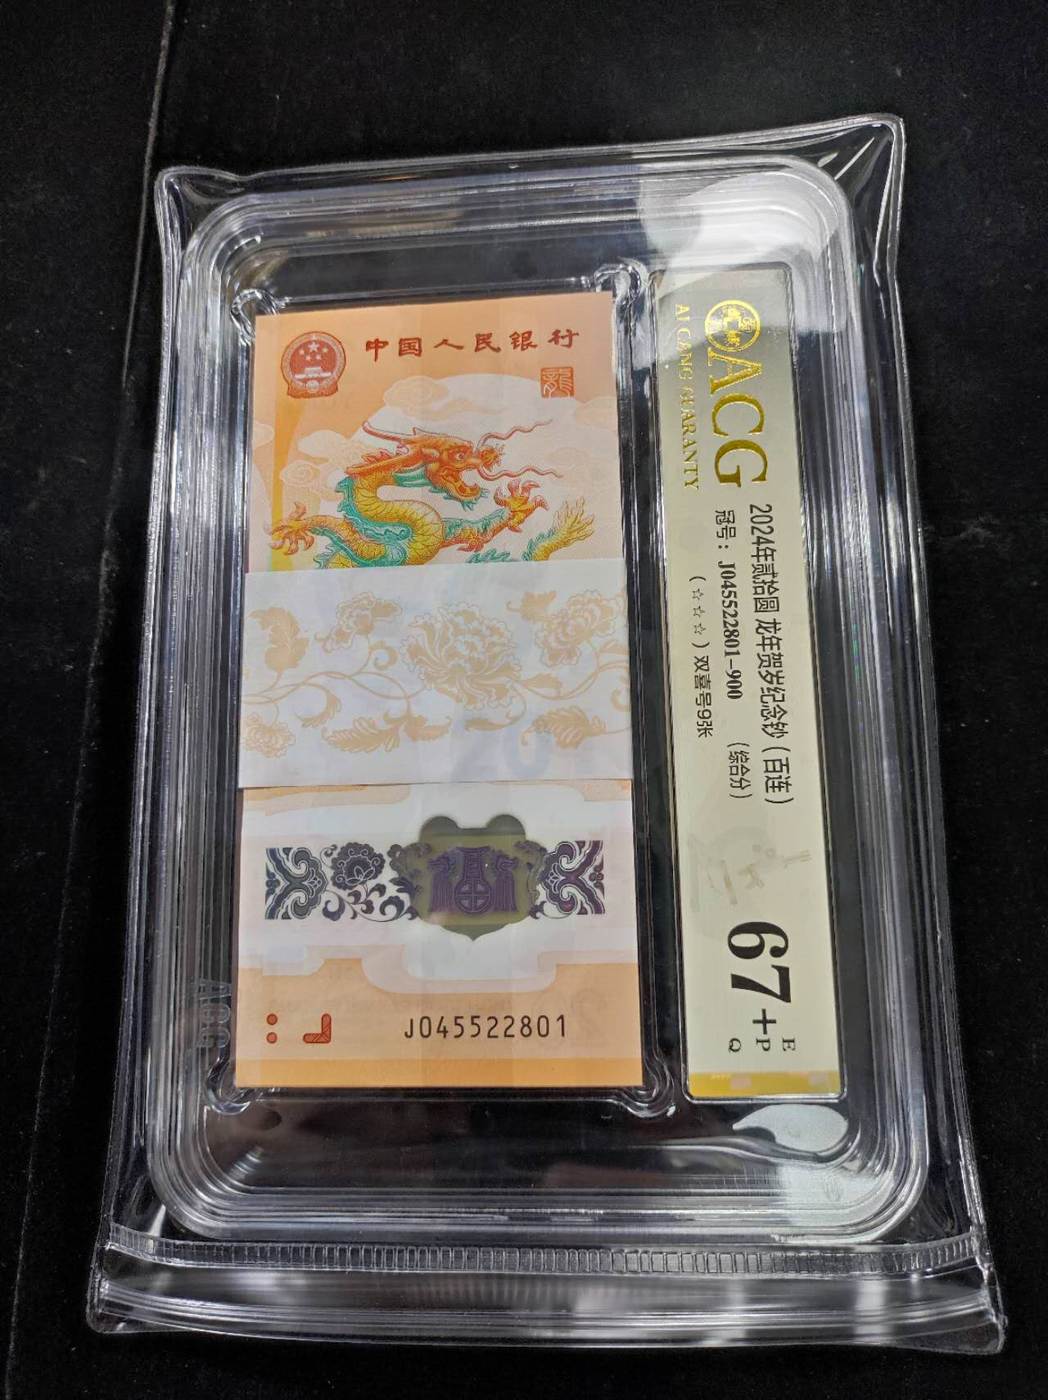 中国人民银行
龍
J045522801
ACG
AI CANG GUARANTY
2024年贰拾圆 龙年贺岁纪念钞（百连）
冠号：J045522801-900 （综合分）
（☆☆☆）双喜号9张
67+
E
P
Q
ACG